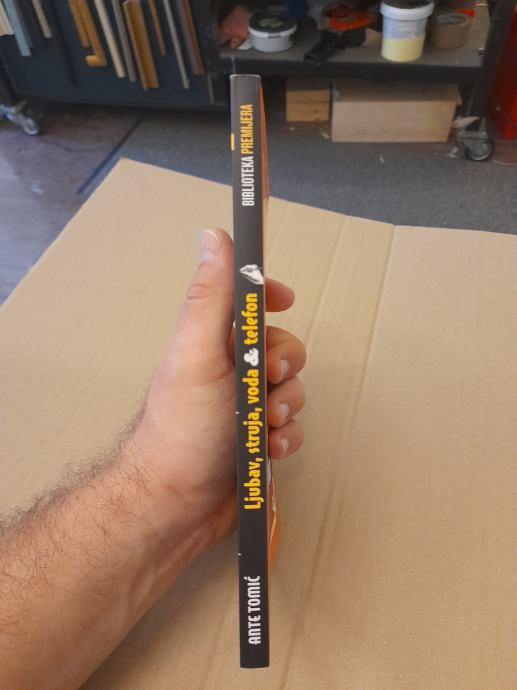 ANTE TOMIĆ
Ljubav, struja, voda & telefon
BIBLIOTEKA PREMIJERA